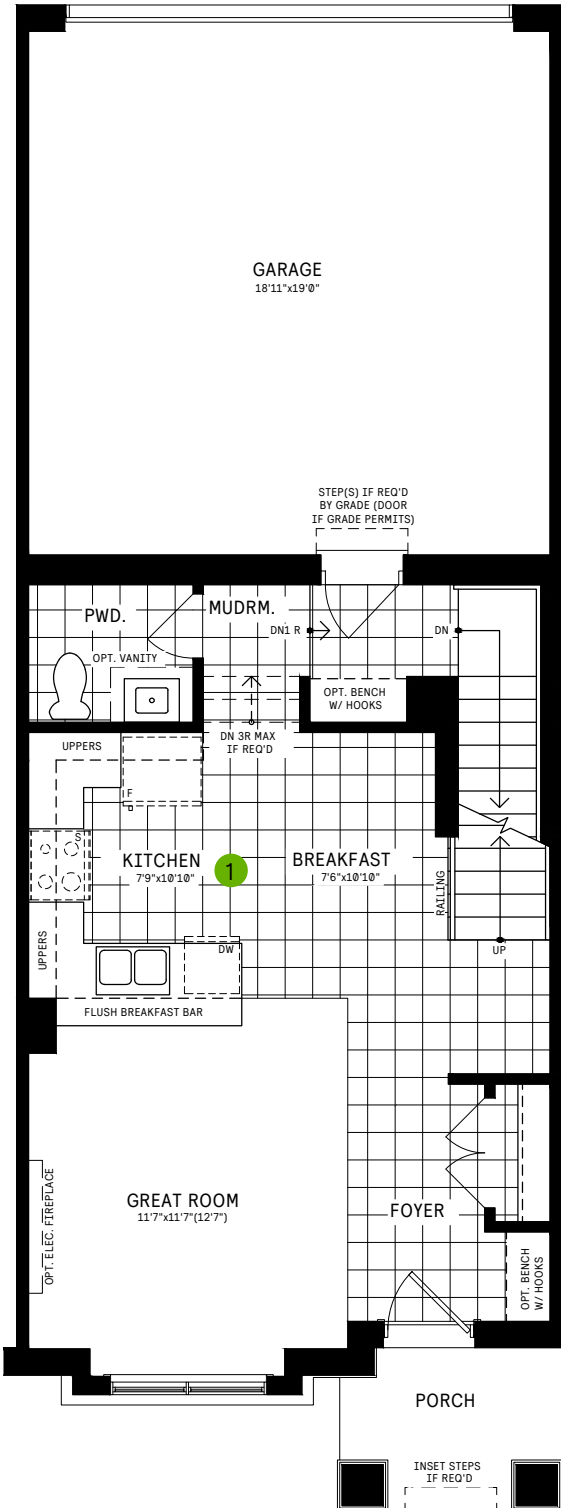 GARAGE
18'11"x19'0"
STEP(S) IF REQ'D
BY GRADE (DOOR
IF GRADE PERMITS)
PWD.
MUDRM.
DN1 R
DN
OPT. VANITY
OPT. BENCH
W/ HOOKS
UPPERS
DN 3R MAX
IF REQ'D
F
S
KITCHEN
7'9"x10'10"
1
BREAKFAST
7'6"x10'10"
RAILING
UPPERS
DW
UP
FLUSH BREAKFAST BAR
OPT. ELEC. FIREPLACE
GREAT ROOM
11'7"x11'7"(12'7")
FOYER
OPT. BENCH
W/ HOOKS
PORCH
INSET STEPS
IF REQ'D